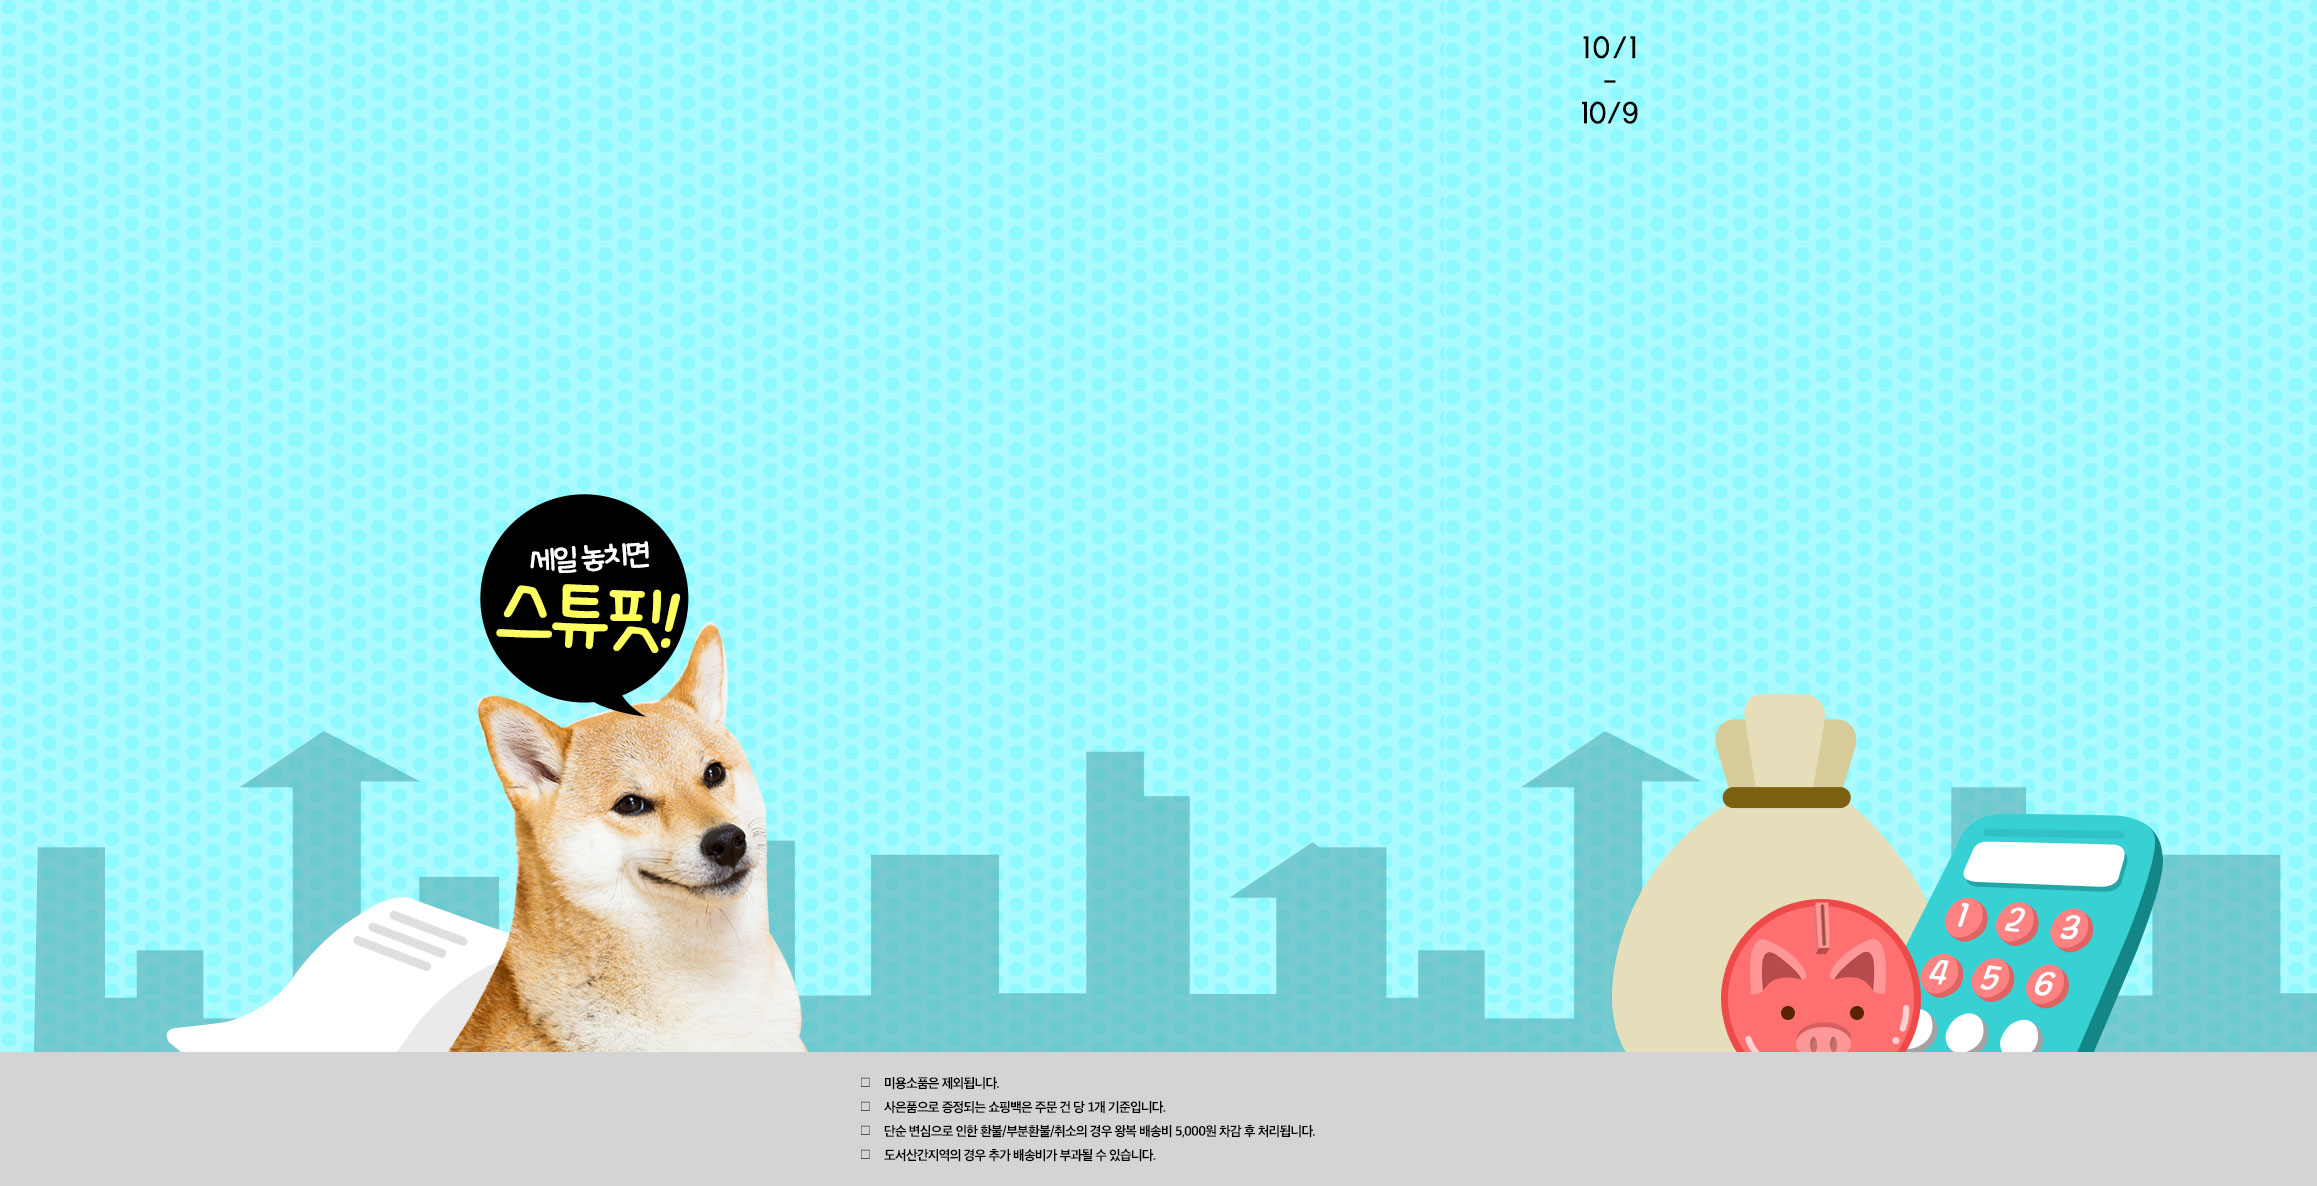 10/1
-
10/9
세일 놓치면
스튜핏!
1 2 3
4 5 6
□ 미용소품은 제외됩니다.
□ 사은품으로 증정되는 쇼핑백은 주문 건 당 1개 기준입니다.
□ 단순 변심으로 인한 환불/부분환불/취소의 경우 왕복 배송비 5,000원 차감 후 처리됩니다.
□ 도서산간지역의 경우 추가 배송비가 부과될 수 있습니다.